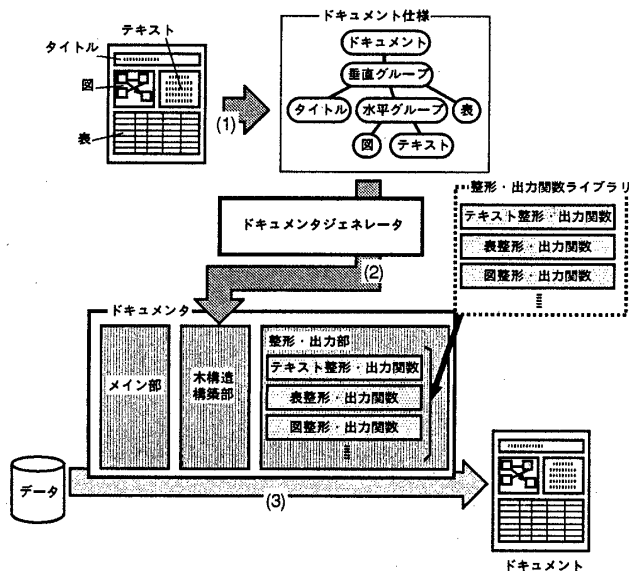 ドキュメント仕様
テキスト
タイトル
図
表
(1)
ドキュメント
垂直グループ
タイトル
水平グループ
表
図
テキスト
ドキュメンタジェネレータ
整形・出力関数ライブラリ
テキスト整形・出力関数
表整形・出力関数
図整形・出力関数
(2)
ドキュメンタ
メイン部
木構造
構築部
整形・出力部
テキスト整形・出力関数
表整形・出力関数
図整形・出力関数
データ
(3)
ドキュメント